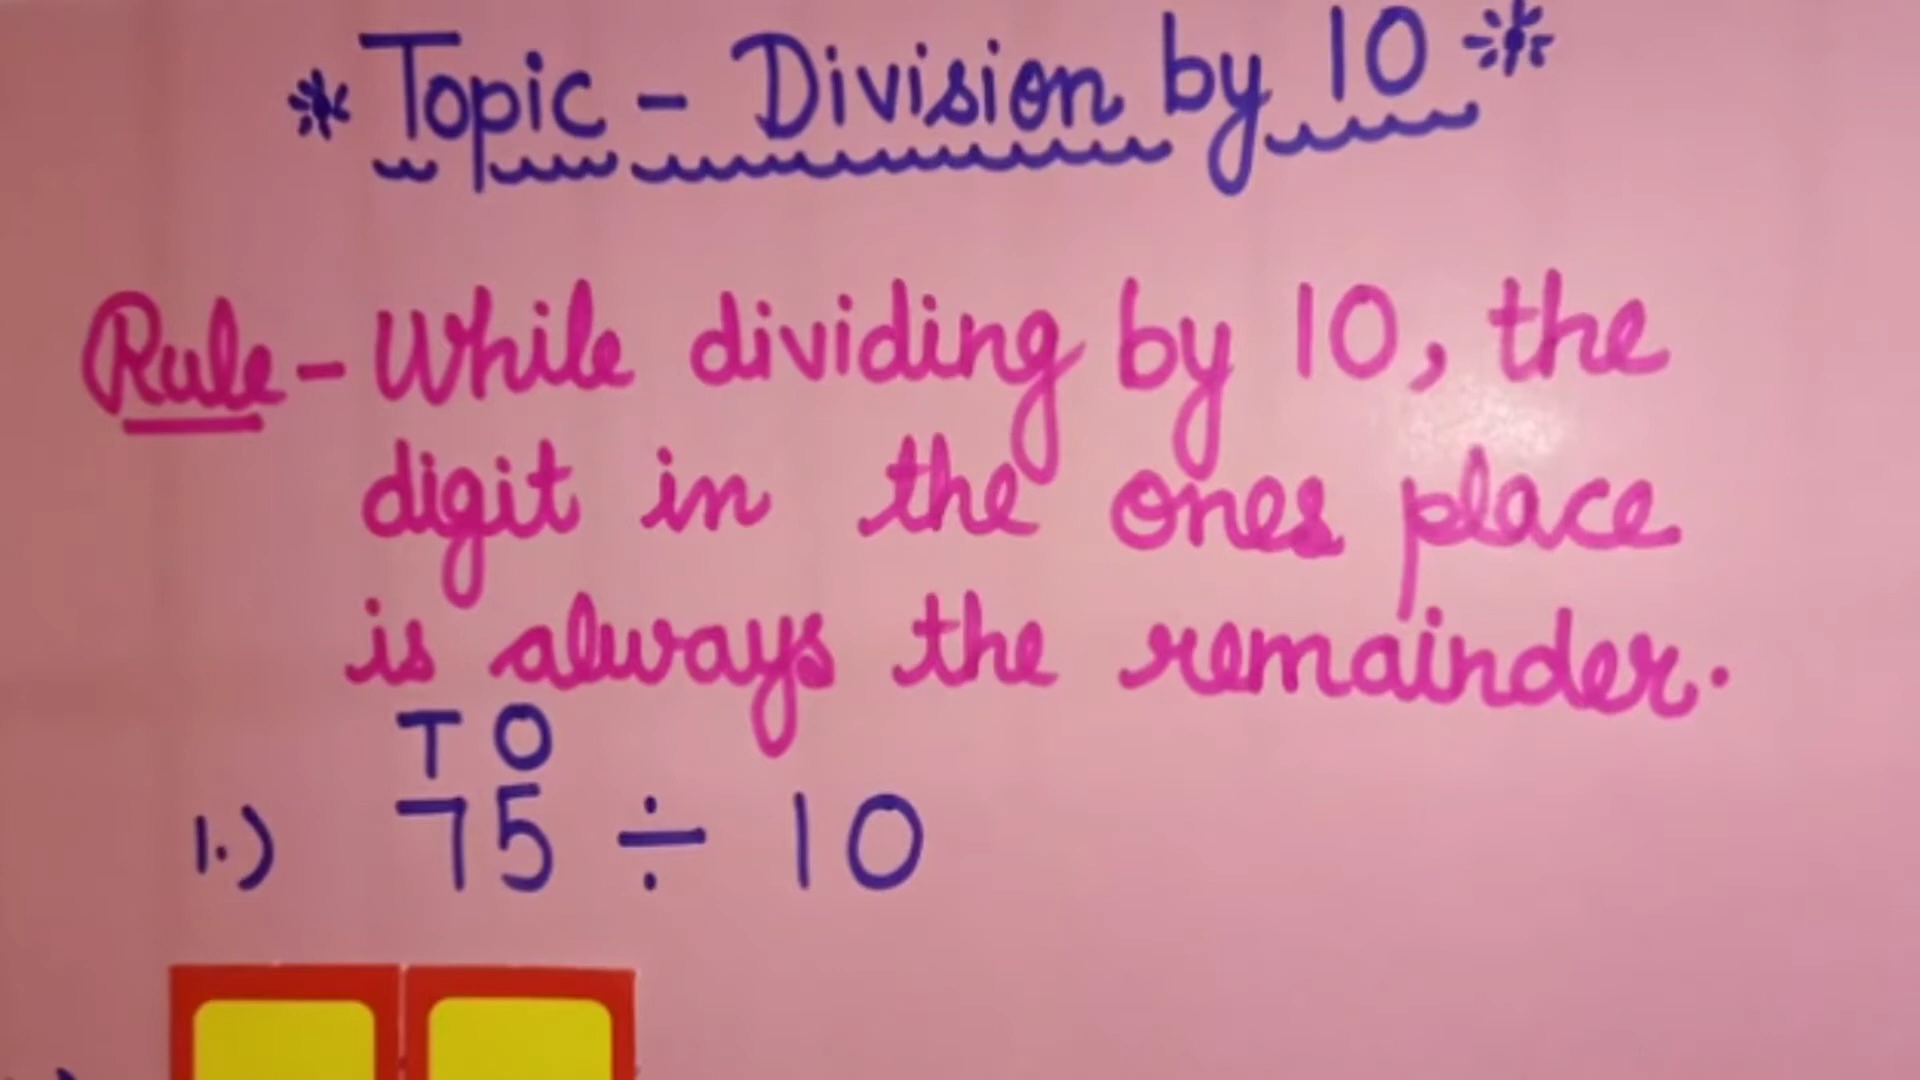 * Topic - Division by 10 *
Rule - While dividing by 10, the
digit in the ones place
is always the remainder.
T O
1.) 75 ÷ 10